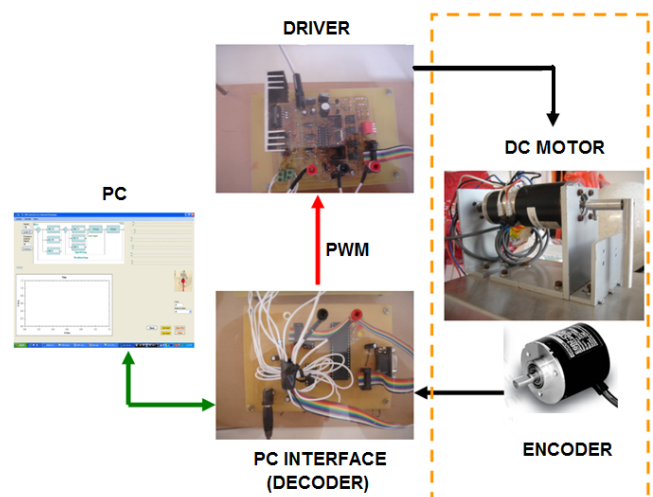 DRIVER
DC MOTOR
PC
PWM
PC INTERFACE
(DECODER)
ENCODER